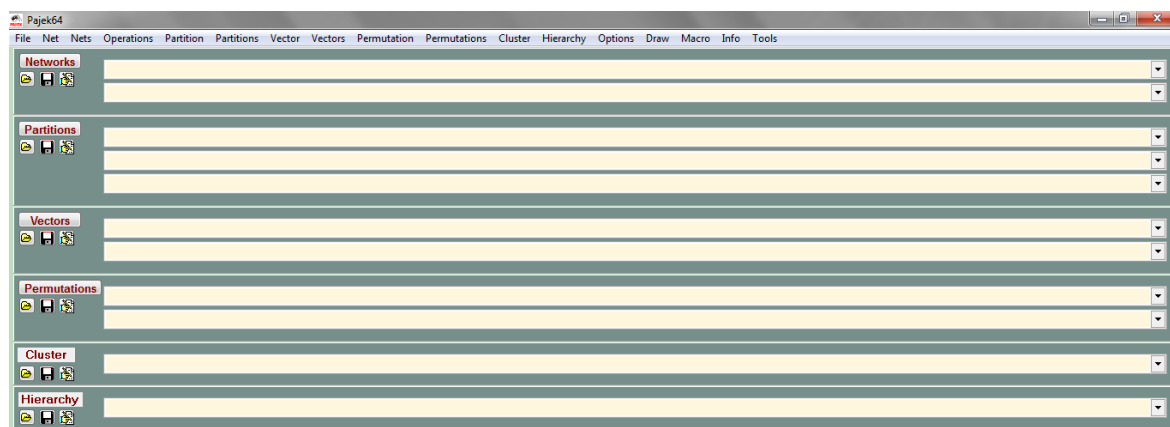 Pajek64
File Net Nets Operations Partition Partitions Vector Vectors Permutation Permutations Cluster Hierarchy Options Draw Macro Info Tools
Networks
Partitions
Vectors
Permutations
Cluster
Hierarchy